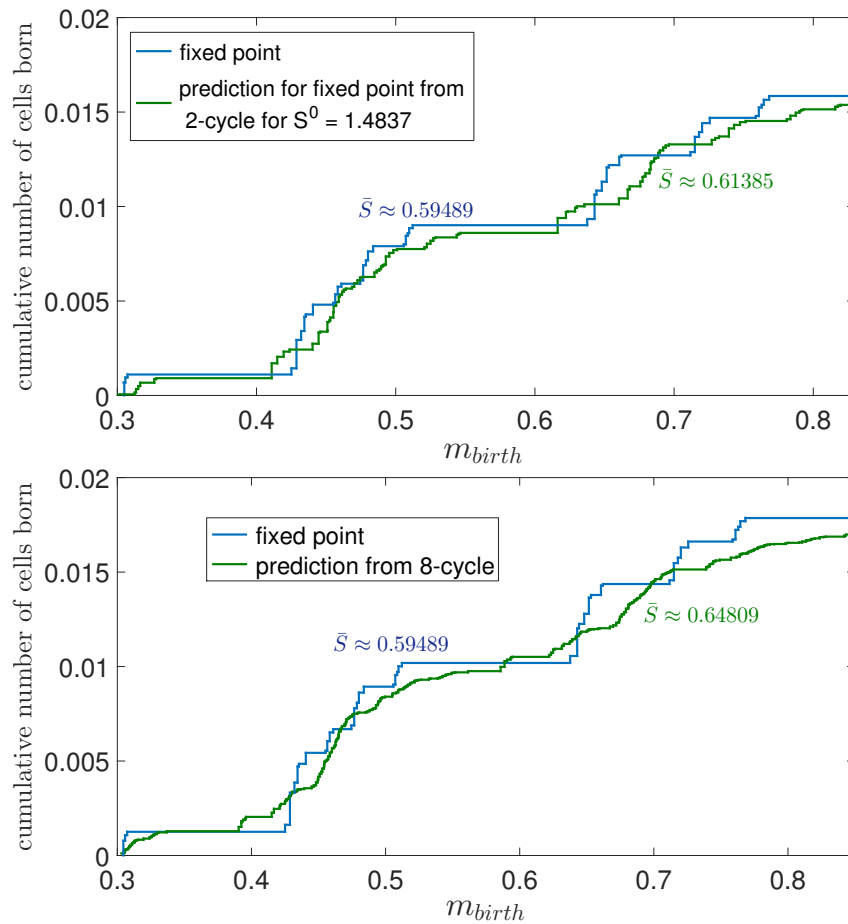 0.02
0.015
0.01
0.005
0
cumulative number of cells born
fixed point
prediction for fixed point from
2-cycle for S⁰ = 1.4837
S̄ ≈ 0.59489
S̄ ≈ 0.61385
0.3 0.4 0.5 0.6 0.7 0.8
m_{birth}
0.02
0.015
0.01
0.005
0
cumulative number of cells born
fixed point
prediction from 8-cycle
S̄ ≈ 0.59489
S̄ ≈ 0.64809
0.3 0.4 0.5 0.6 0.7 0.8
m_{birth}